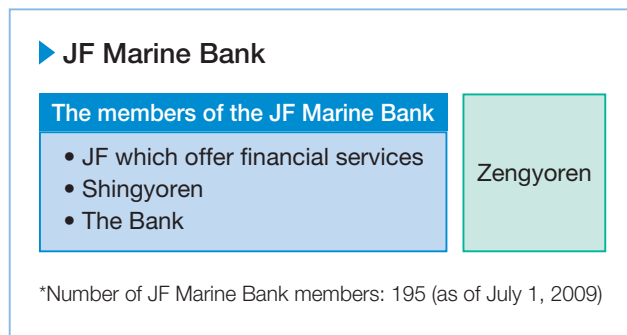 JF Marine Bank
The members of the JF Marine Bank
• JF which offer financial services
• Shingyoren
• The Bank
Zengyoren
*Number of JF Marine Bank members: 195 (as of July 1, 2009)